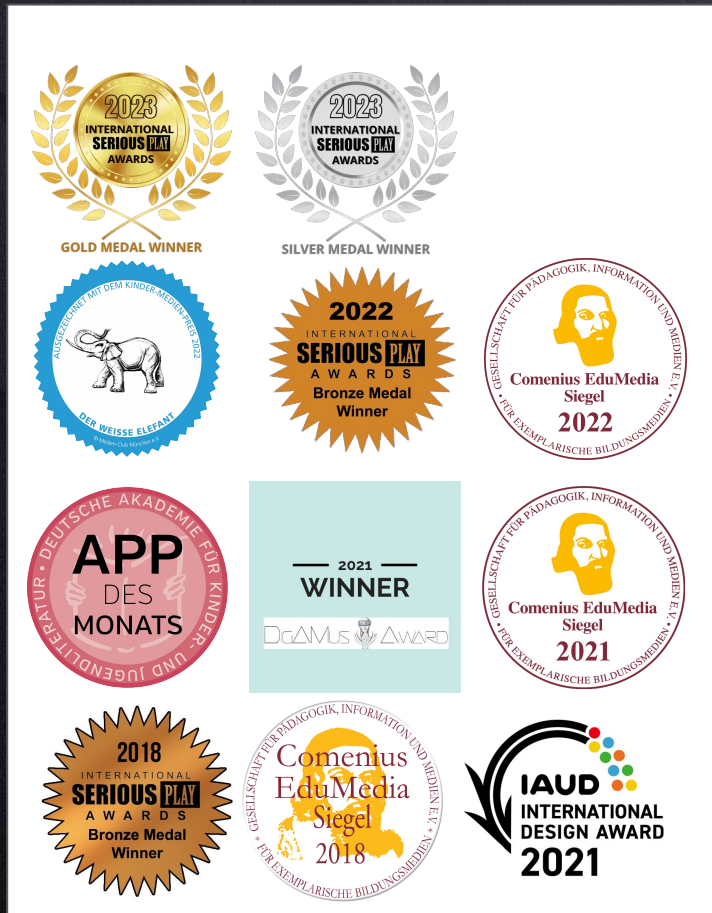 2023
INTERNATIONAL
SERIOUS PLAY
AWARDS
GOLD MEDAL WINNER
2023
INTERNATIONAL
SERIOUS PLAY
AWARDS
SILVER MEDAL WINNER
AUSGEZEICHNET MIT DEM KINDER-MEDIEN-PREIS 2022
DER WEISSE ELEFANT
© Medien-Club München e.V.
2022
INTERNATIONAL
SERIOUS PLAY
AWARDS
Bronze Medal
Winner
GESELLSCHAFT FÜR PÄDAGOGIK, INFORMATION UND MEDIEN E.V.
Comenius EduMedia
Siegel
2022
• FÜR EXEMPLARISCHE BILDUNGSMEDIEN •
• DEUTSCHE AKADEMIE FÜR KINDER- UND JUGENDLITERATUR
APP
DES
MONATS
2021
WINNER
DIGAMUS AWARD
GESELLSCHAFT FÜR PÄDAGOGIK, INFORMATION UND MEDIEN E.V.
Comenius EduMedia
Siegel
2021
• FÜR EXEMPLARISCHE BILDUNGSMEDIEN •
2018
INTERNATIONAL
SERIOUS PLAY
AWARDS
Bronze Medal
Winner
GESELLSCHAFT FÜR PÄDAGOGIK, INFORMATION UND MEDIEN E.V.
Comenius
EduMedia
Siegel
2018
* FÜR EXEMPLARISCHE BILDUNGSMEDIEN *
IAUD
INTERNATIONAL
DESIGN AWARD
2021